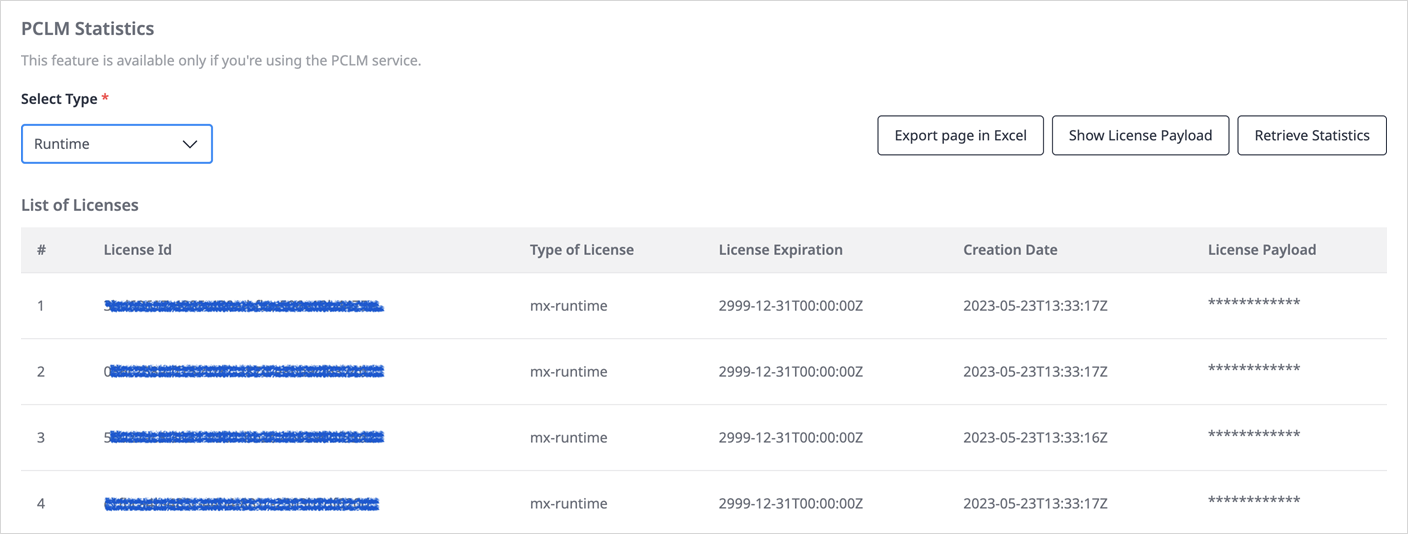 PCLM Statistics
This feature is available only if you're using the PCLM service.
Select Type *
Runtime
Export page in Excel Show License Payload Retrieve Statistics
List of Licenses
# License Id Type of License License Expiration Creation Date License Payload
1 mx-runtime 2999-12-31T00:00:00Z 2023-05-23T13:33:17Z ************
2 mx-runtime 2999-12-31T00:00:00Z 2023-05-23T13:33:17Z ************
3 mx-runtime 2999-12-31T00:00:00Z 2023-05-23T13:33:16Z ************
4 mx-runtime 2999-12-31T00:00:00Z 2023-05-23T13:33:17Z ************